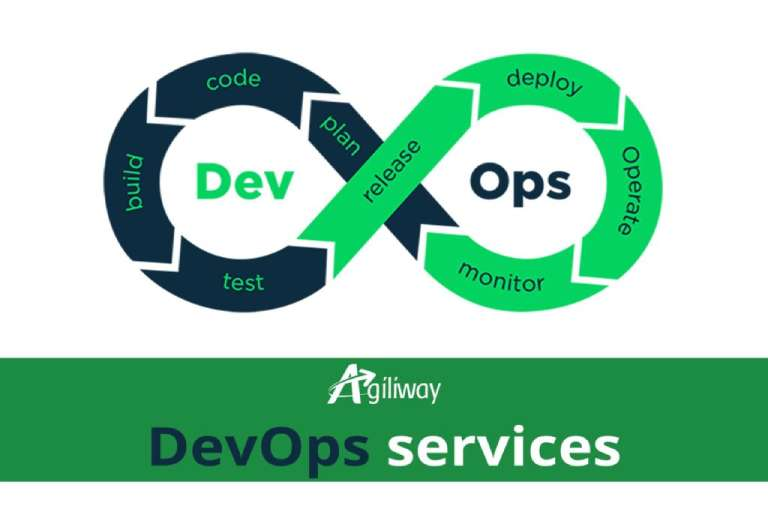 code
deploy
plan
build
Dev
release
Ops
Operate
test
monitor
Agiliway
DevOps services